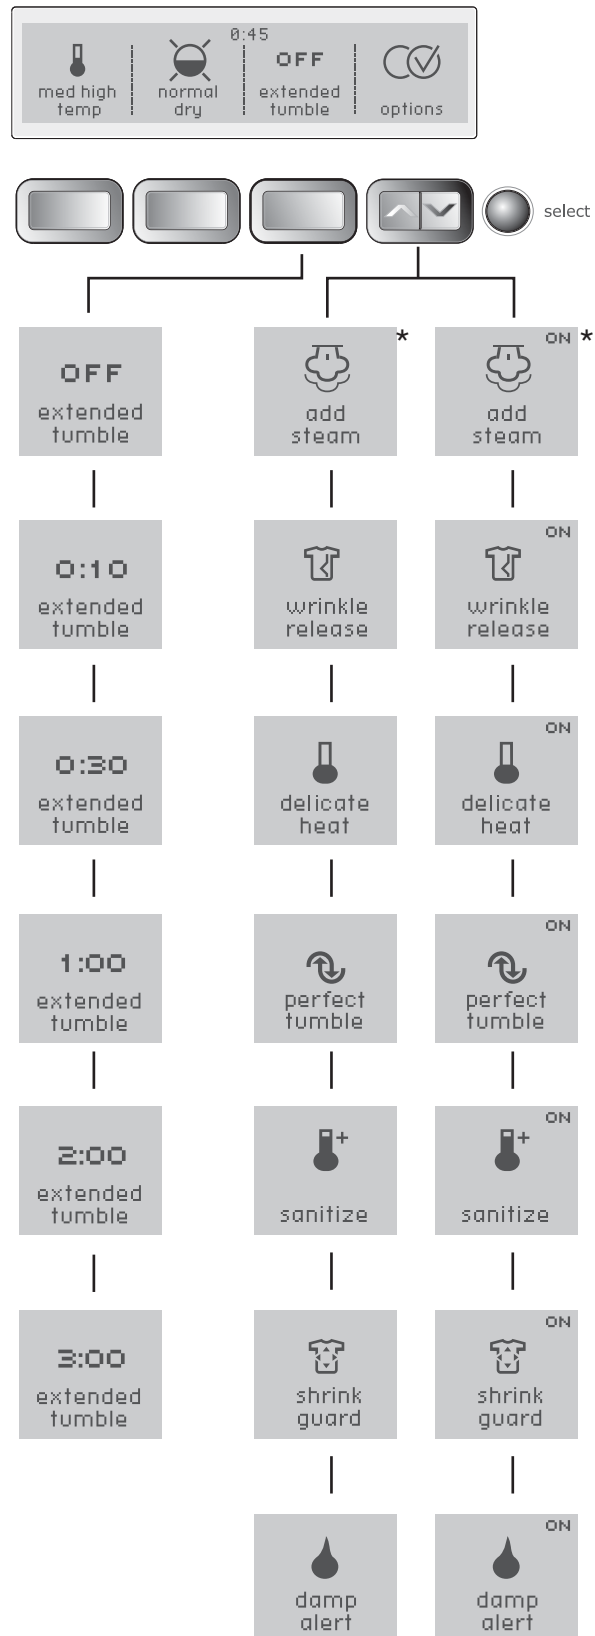 0:45
med high
temp
normal
dry
OFF
extended
tumble
options
select
OFF
extended
tumble
*
add
steam
ON *
add
steam
0:10
extended
tumble
wrinkle
release
ON
wrinkle
release
0:30
extended
tumble
delicate
heat
ON
delicate
heat
1:00
extended
tumble
perfect
tumble
ON
perfect
tumble
2:00
extended
tumble
+
sanitize
ON
+
sanitize
3:00
extended
tumble
shrink
guard
ON
shrink
guard
damp
alert
ON
damp
alert